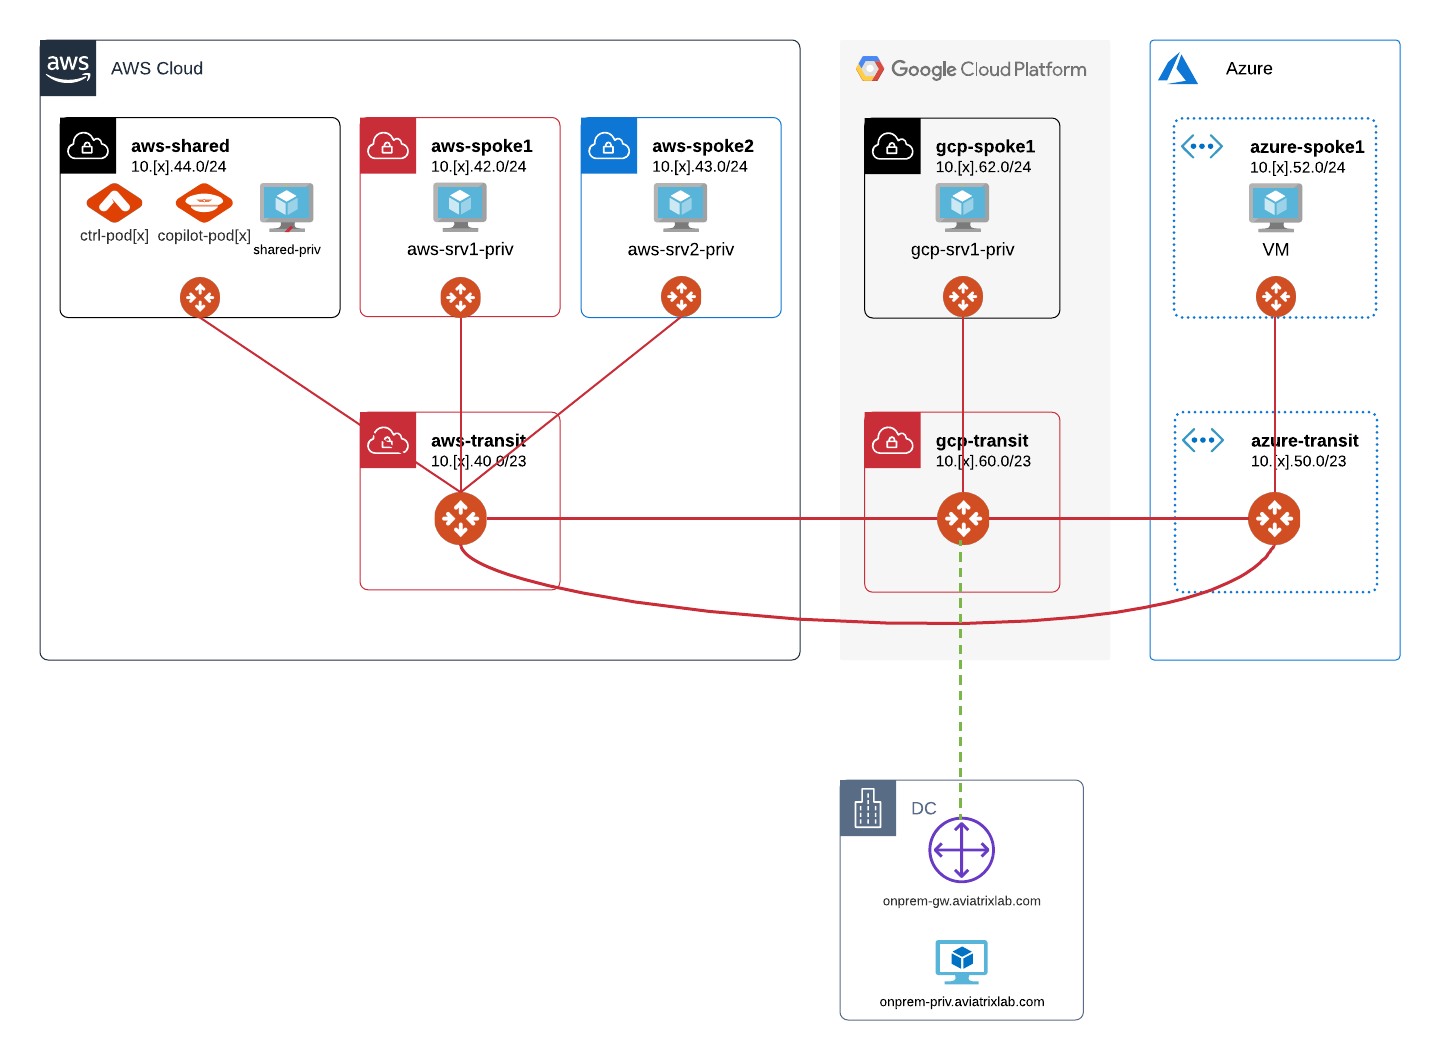 aws
AWS Cloud
Google Cloud Platform
Azure
aws-shared
10.[x].44.0/24
ctrl-pod[x]
copilot-pod[x]
shared-priv
aws-spoke1
10.[x].42.0/24
aws-srv1-priv
aws-spoke2
10.[x].43.0/24
aws-srv2-priv
gcp-spoke1
10.[x].62.0/24
gcp-srv1-priv
azure-spoke1
10.[x].52.0/24
VM
aws-transit
10.[x].40.0/23
gcp-transit
10.[x].60.0/23
azure-transit
10.[x].50.0/23
DC
onprem-gw.aviatrixlab.com
onprem-priv.aviatrixlab.com